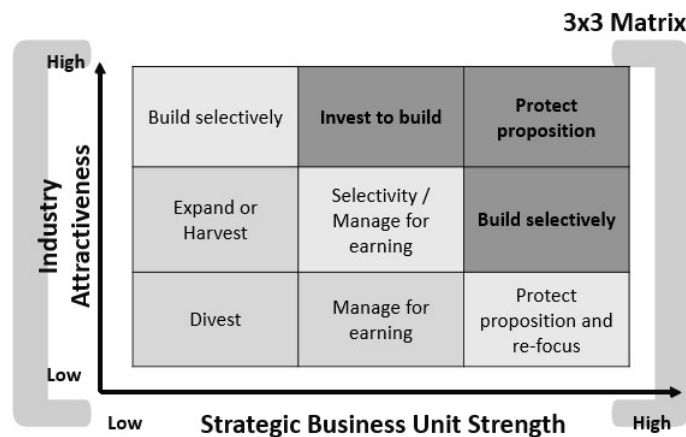 3x3 Matrix
High
Build selectively
Invest to build
Protect
proposition
Industry
Attractiveness
Expand or
Harvest
Selectivity /
Manage for
earning
Build selectively
Divest
Manage for
earning
Protect
proposition and
re-focus
Low
Low
Strategic Business Unit Strength
High